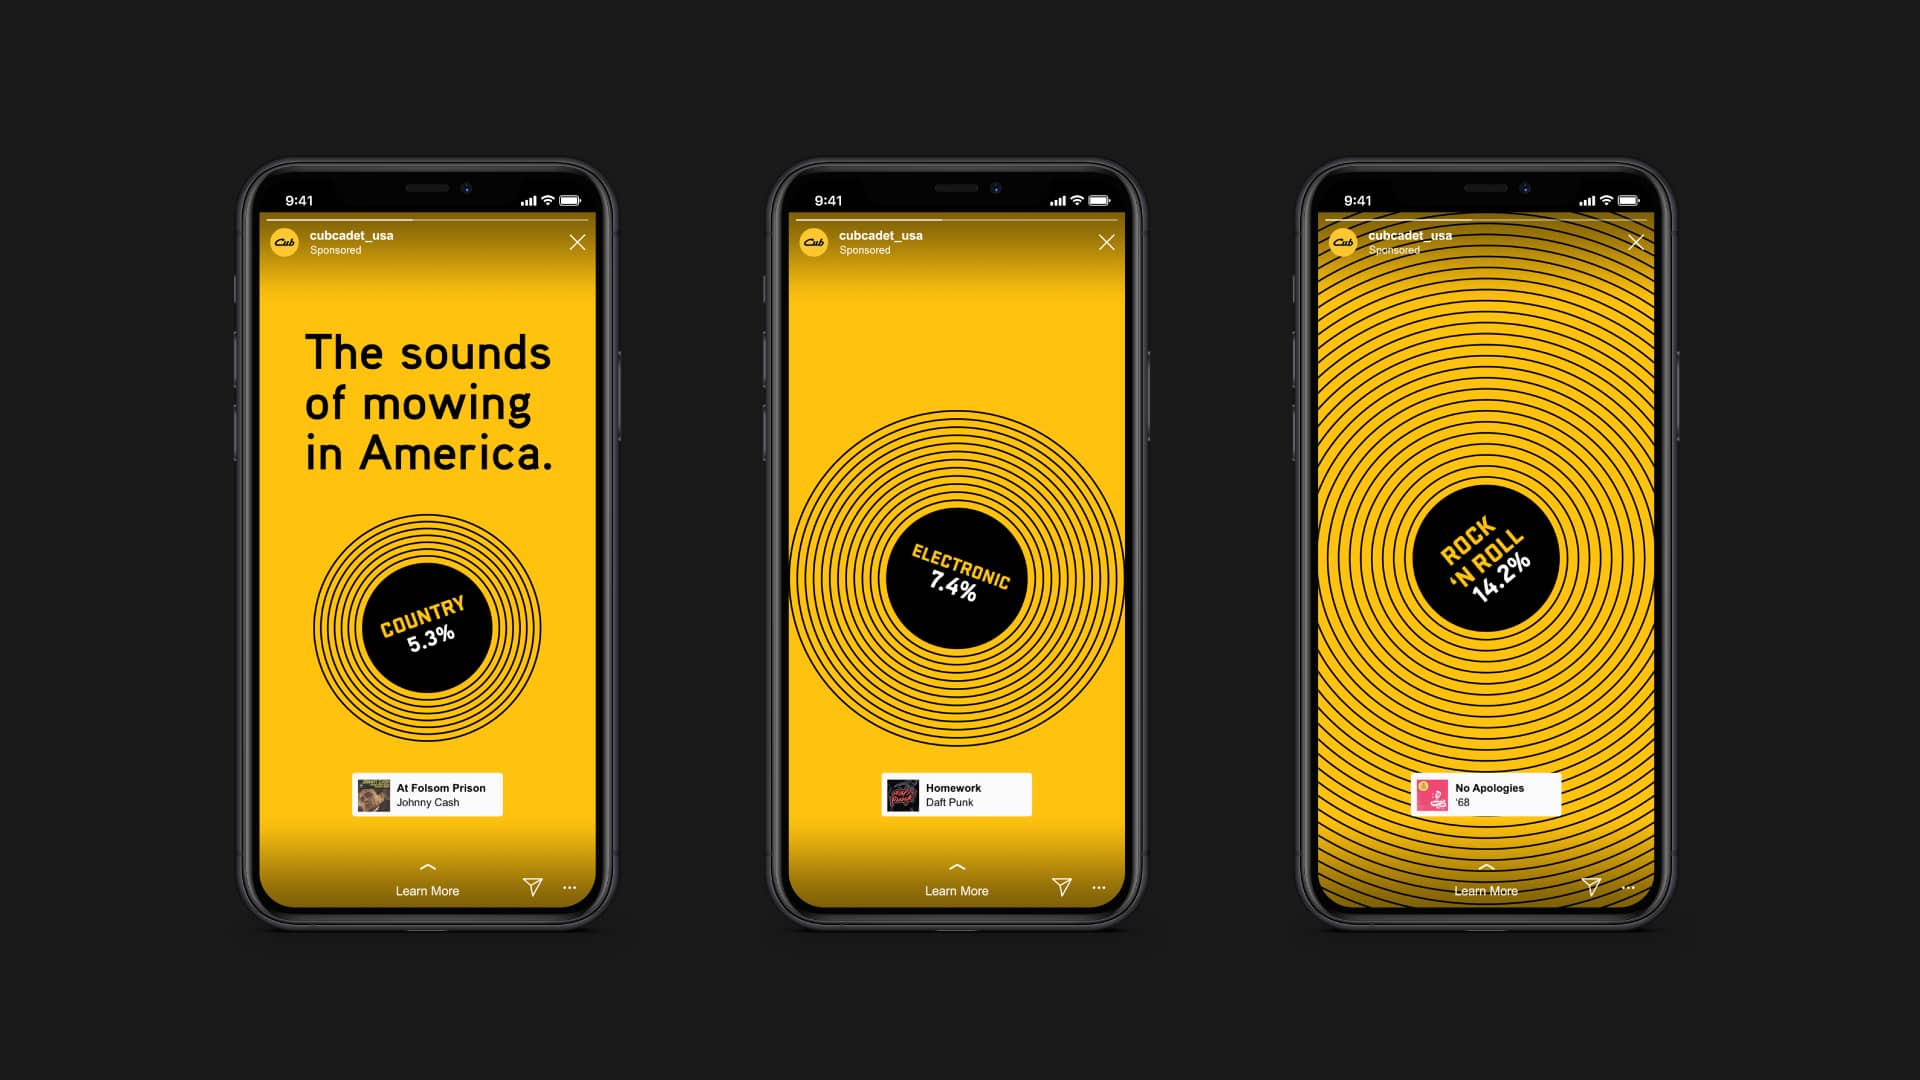 9:41
Cub
cubcadet_usa
Sponsored
The sounds
of mowing
in America.
COUNTRY
5.3%
At Folsom Prison
Johnny Cash
Learn More
9:41
Cub
cubcadet_usa
Sponsored
ELECTRONIC
7.4%
Homework
Daft Punk
Learn More
9:41
Cub
cubcadet_usa
Sponsored
ROCK
‘N ROLL
14.2%
No Apologies
‘68
Learn More